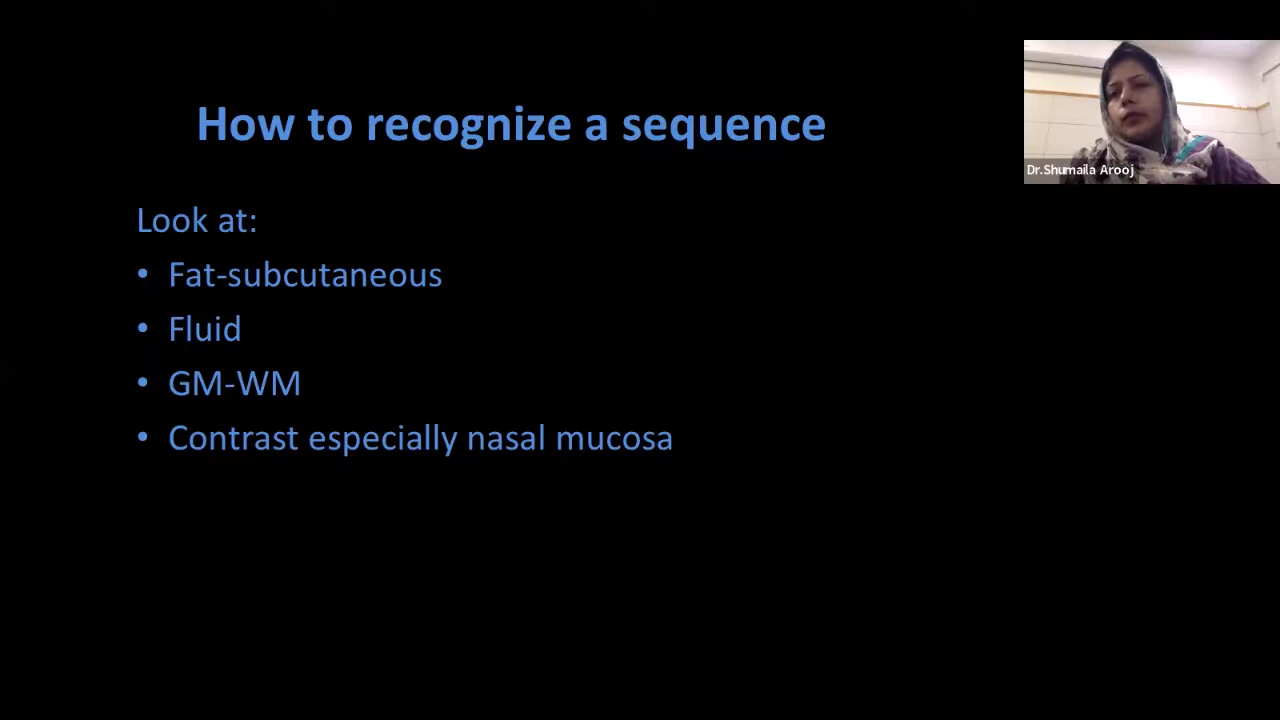 How to recognize a sequence
Dr.Shumaila Arooj
Look at:
• Fat-subcutaneous
• Fluid
• GM-WM
• Contrast especially nasal mucosa